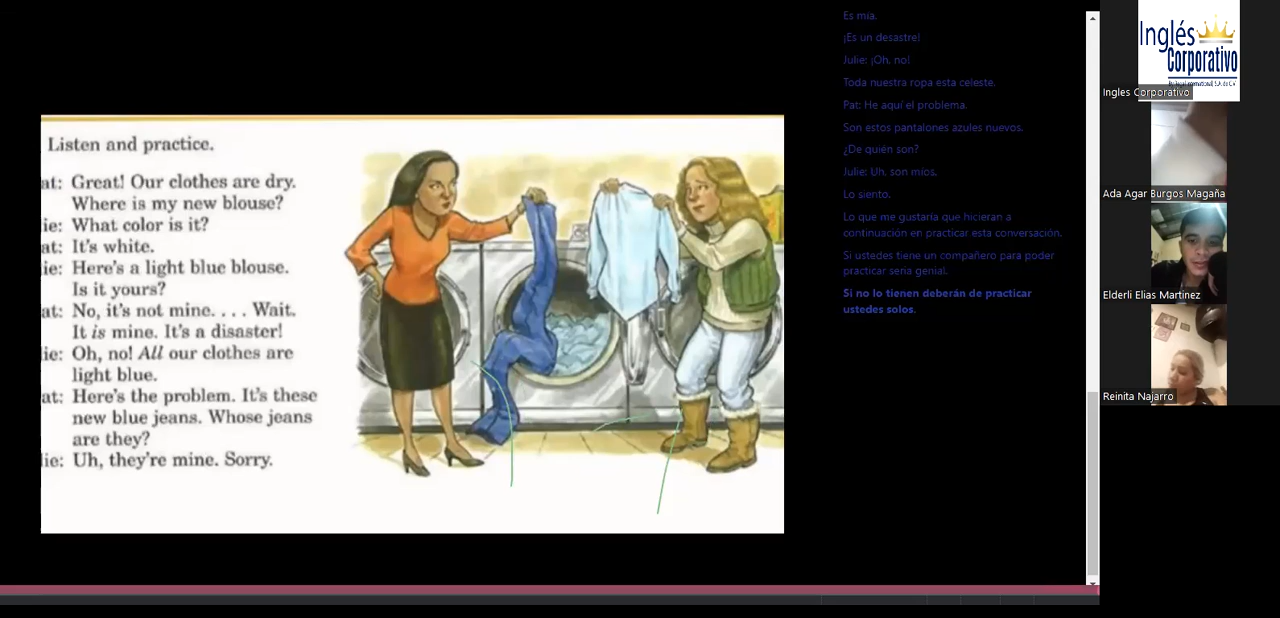 Listen and practice.
at: Great! Our clothes are dry.
Where is my new blouse?
ie: What color is it?
at: It's white.
ie: Here's a light blue blouse.
Is it yours?
at: No, it's not mine. . . . Wait.
It is mine. It's a disaster!
ie: Oh, no! All our clothes are
light blue.
at: Here's the problem. It's these
new blue jeans. Whose jeans
are they?
ie: Uh, they're mine. Sorry.
Es mia.
¡Es un desastre!
Julie: ¡Oh, no!
Toda nuestra ropa esta celeste.
Pat: He aquí el problema.
Son estos pantalones azules nuevos.
¿De quién son?
Julie: Uh, son míos.
Lo siento.
Lo que me gustaría que hicieran a
continuación en practicar esta conversación.
Si ustedes tiene un compañero para poder
practicar seria genial.
Si no lo tienen deberán de practicar
ustedes solos.
Inglés
Corporativo
Ingles Corporativo
Ada Agar Burgos Magaña
Elderli Elias Martinez
Reinita Najarro